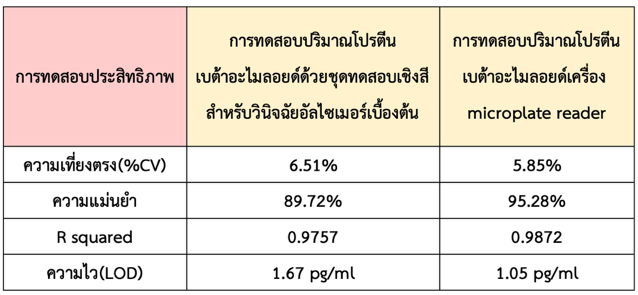 การทดสอบประสิทธิภาพ
การทดสอบปริมาณโปรตีน
เบต้าอะไมลอยด์ด้วยชุดทดสอบเชิงสี
สำหรับวินิจฉัยอัลไซเมอร์เบื้องต้น
การทดสอบปริมาณโปรตีน
เบต้าอะไมลอยด์เครื่อง
microplate reader
ความเที่ยงตรง(%CV) 6.51% 5.85%
ความแม่นยำ 89.72% 95.28%
R squared 0.9757 0.9872
ความไว(LOD) 1.67 pg/ml 1.05 pg/ml